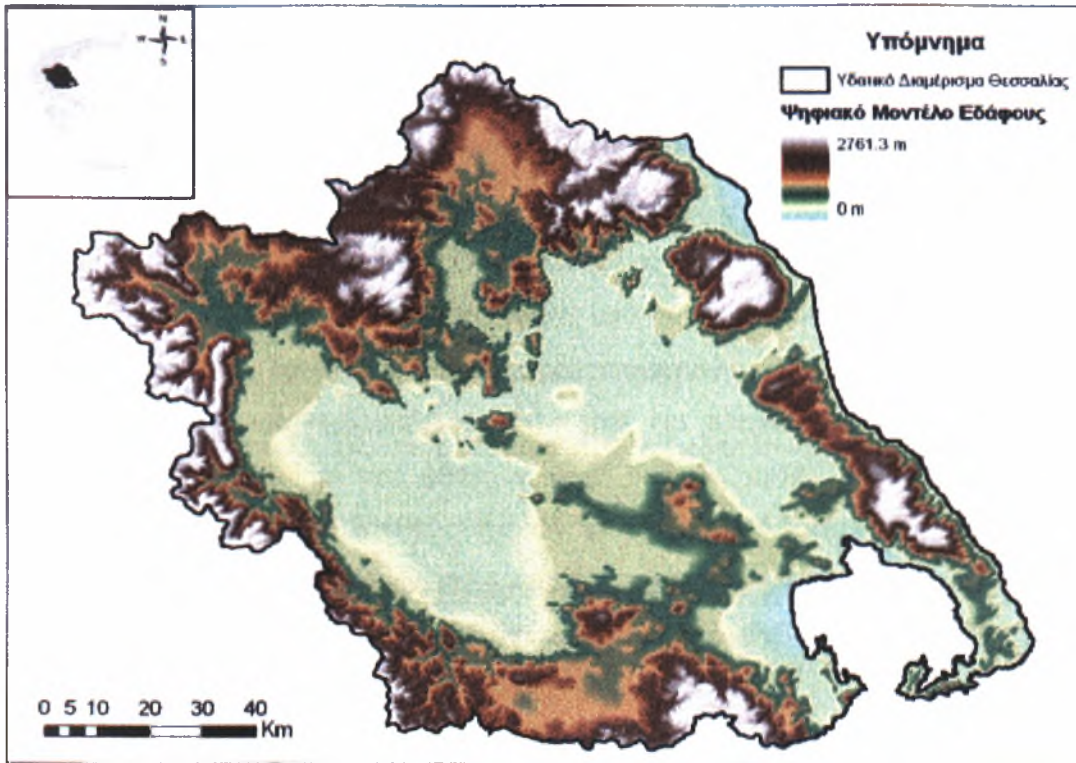 N
W E
S
Υπόμνημα
Υδατικό Διαμέρισμα Θεσσαλίας
Ψηφιακό Μοντέλο Εδάφους
2761.3 m
0 m
0 5 10 20 30 40
Km